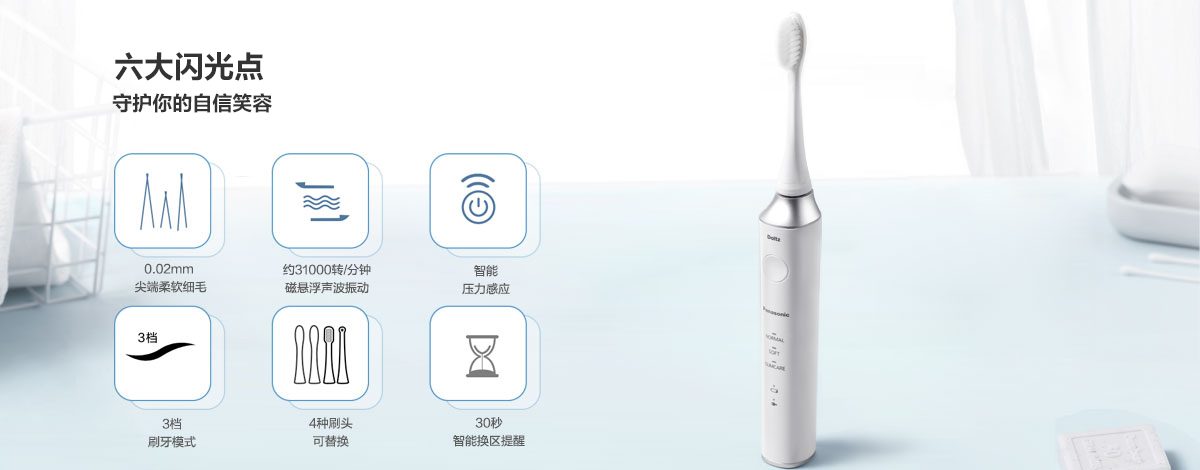 六大闪光点
守护你的自信笑容
0.02mm
尖端柔软细毛
约31000转/分钟
磁悬浮声波振动
智能
压力感应
3档
3档
刷牙模式
4种刷头
可替换
30秒
智能换区提醒
Doltz
Panasonic
NORMAL
SOFT
GUMCARE